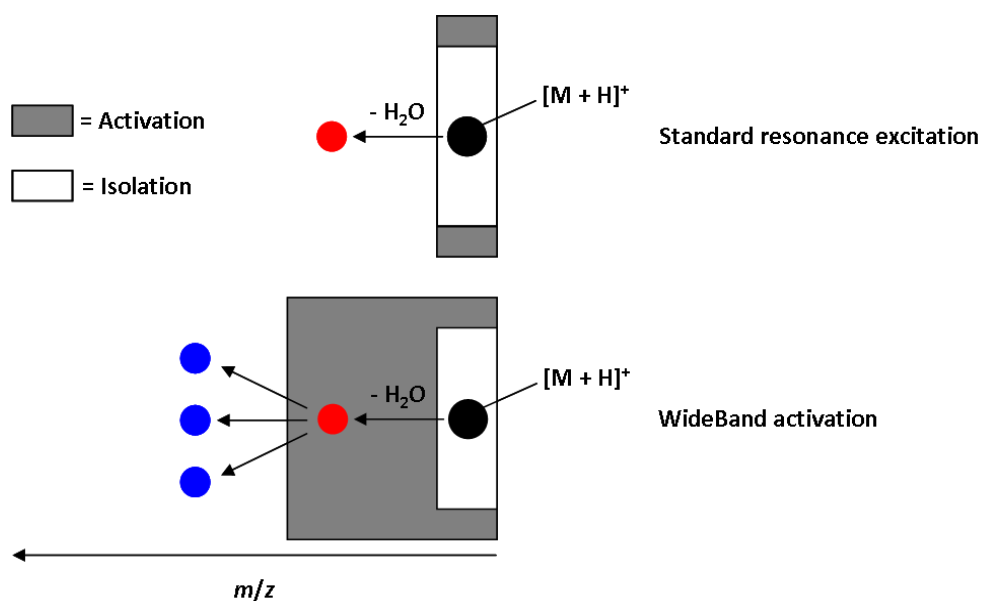 [M + H]⁺
- H₂O
= Activation
Standard resonance excitation
= Isolation
[M + H]⁺
- H₂O
WideBand activation
m/z